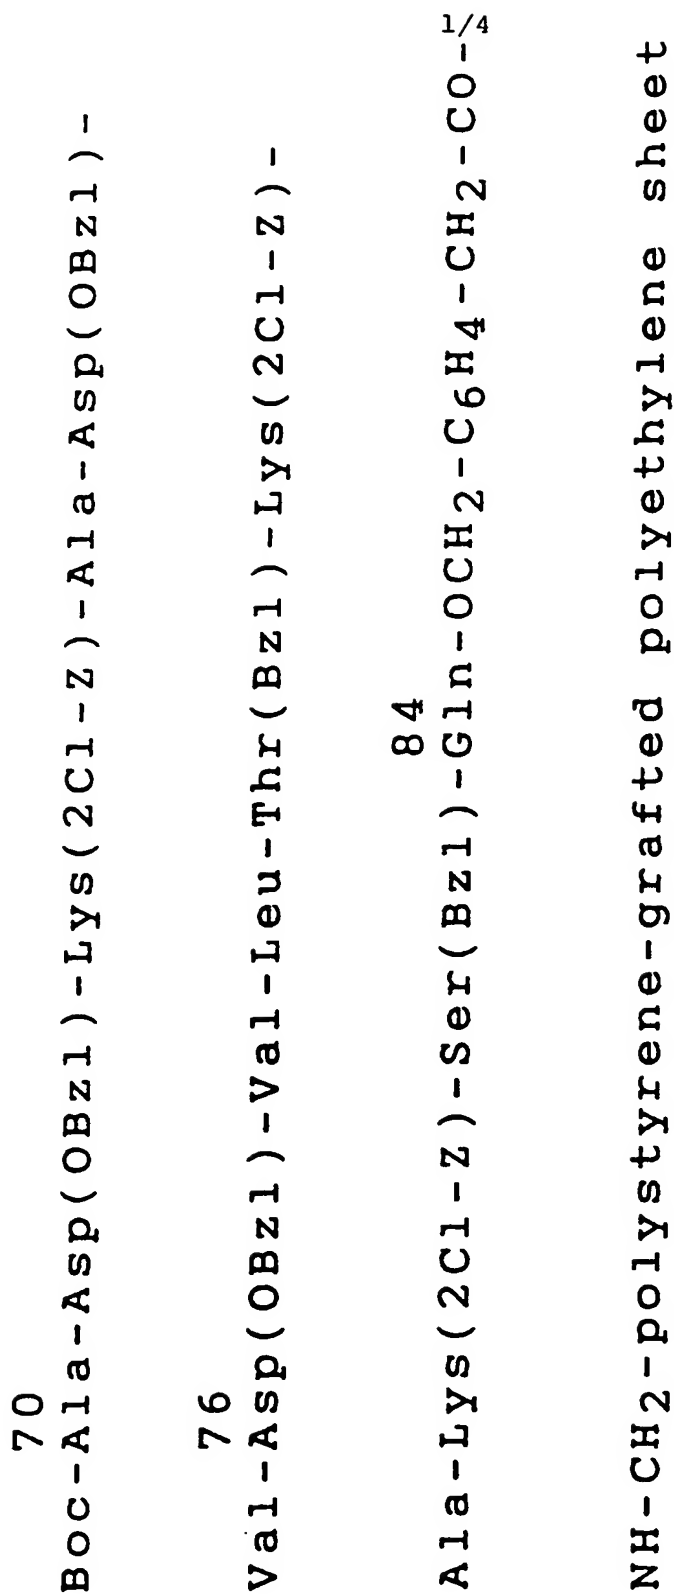 1/4
70
Boc-Ala-Asp(OBzl)-Lys(2Cl-Z)-Ala-Asp(OBzl)-
76
Val-Asp(OBzl)-Val-Leu-Thr(Bzl)-Lys(2Cl-Z)-
84
Ala-Lys(2Cl-Z)-Ser(Bzl)-Gln-OCH2-C6H4-CH2-CO-
NH-CH2-polystyrene-grafted polyethylene sheet